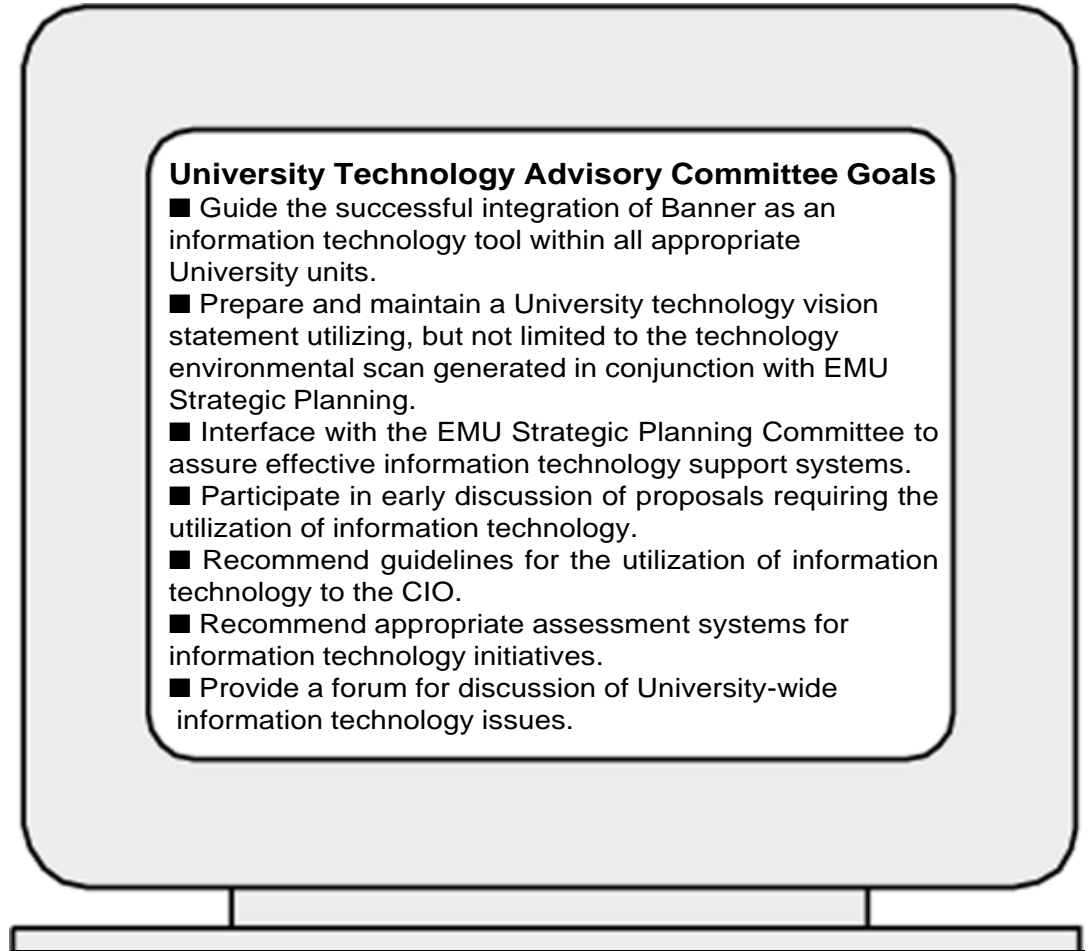 University Technology Advisory Committee Goals
■ Guide the successful integration of Banner as an
information technology tool within all appropriate
University units.
■ Prepare and maintain a University technology vision
statement utilizing, but not limited to the technology
environmental scan generated in conjunction with EMU
Strategic Planning.
■ Interface with the EMU Strategic Planning Committee to
assure effective information technology support systems.
■ Participate in early discussion of proposals requiring the
utilization of information technology.
■ Recommend guidelines for the utilization of information
technology to the CIO.
■ Recommend appropriate assessment systems for
information technology initiatives.
■ Provide a forum for discussion of University-wide
information technology issues.